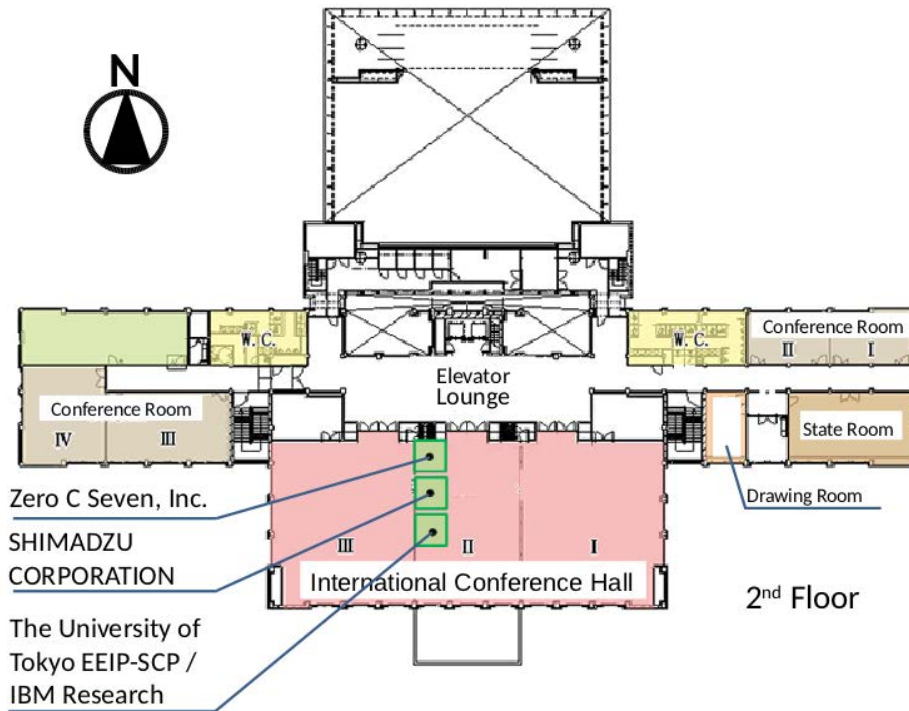 N
W. C.
W. C.
Conference Room
Ⅱ
Ⅰ
Elevator
Lounge
Conference Room
Ⅳ
Ⅲ
State Room
Zero C Seven, Inc.
Drawing Room
SHIMADZU
CORPORATION
Ⅲ
Ⅱ
Ⅰ
International Conference Hall
2nd Floor
The University of
Tokyo EEIP-SCP /
IBM Research